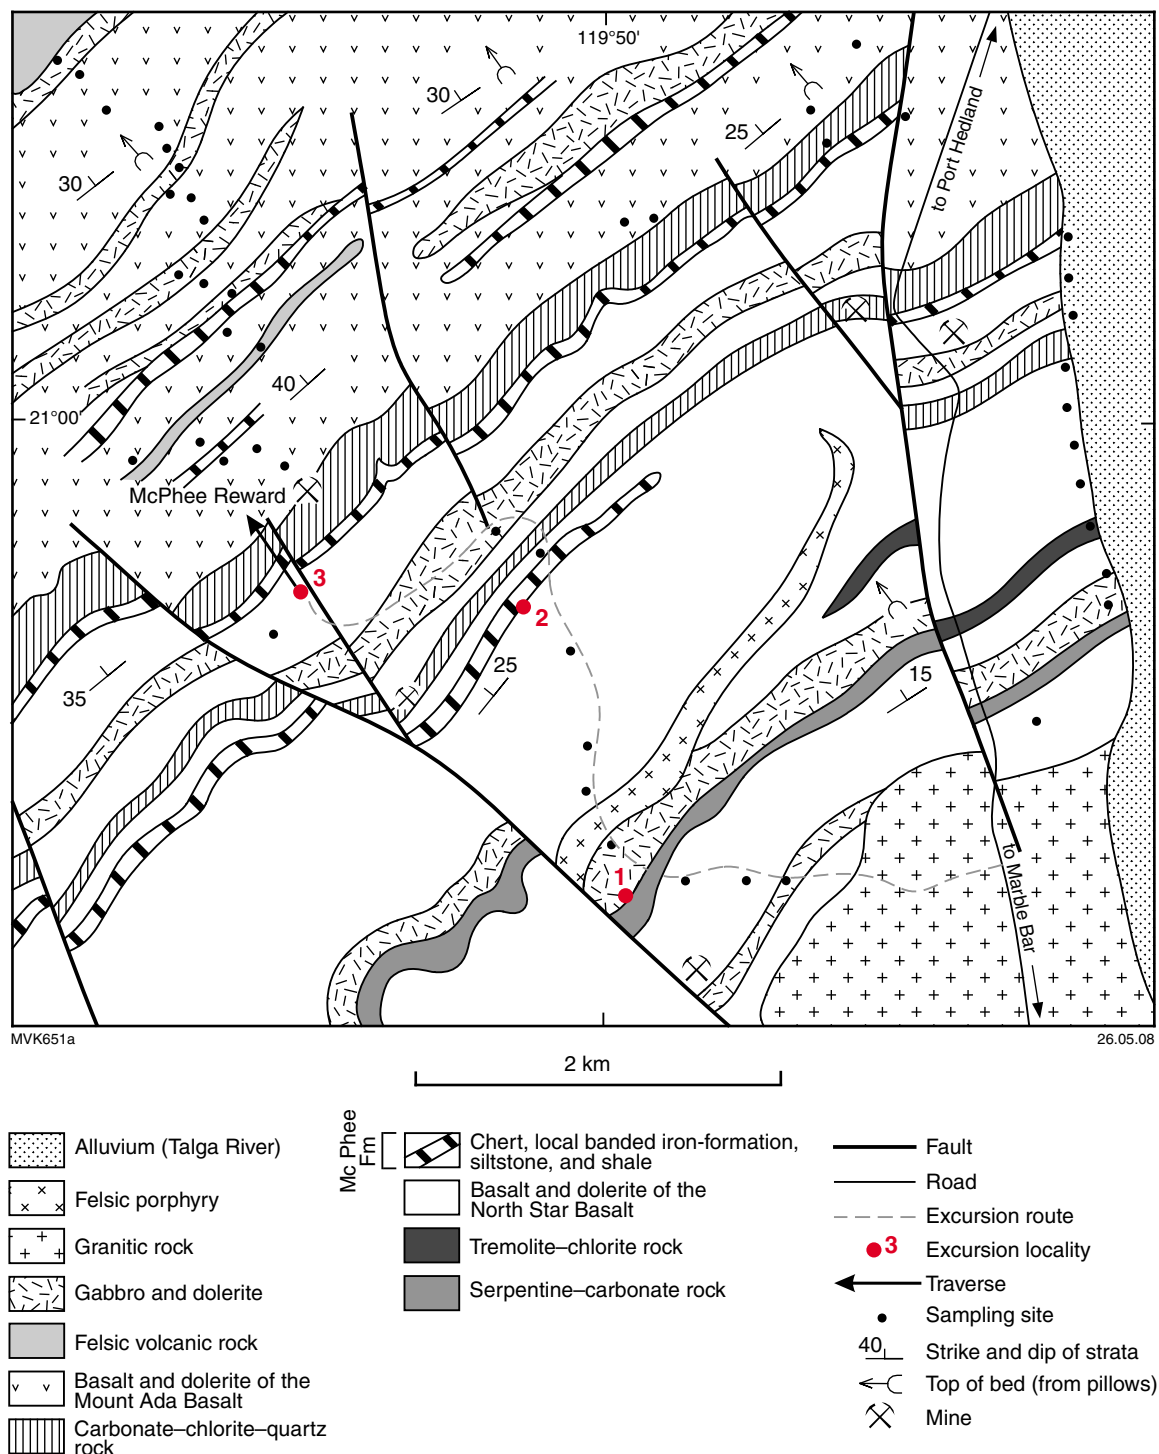 119°50'
30
25
to Port Hedland
30
40
21°00'
McPhee Reward
3
2
25
35
15
1
to Marble Bar
MVK651a
26.05.08
2 km
Alluvium (Talga River)
Felsic porphyry
Granitic rock
Gabbro and dolerite
Felsic volcanic rock
Basalt and dolerite of the
Mount Ada Basalt
Carbonate–chlorite–quartz
rock
Mc Phee
Fm
Chert, local banded iron-formation,
siltstone, and shale
Basalt and dolerite of the
North Star Basalt
Tremolite–chlorite rock
Serpentine–carbonate rock
Fault
Road
Excursion route
3 Excursion locality
Traverse
Sampling site
40 Strike and dip of strata
Top of bed (from pillows)
Mine